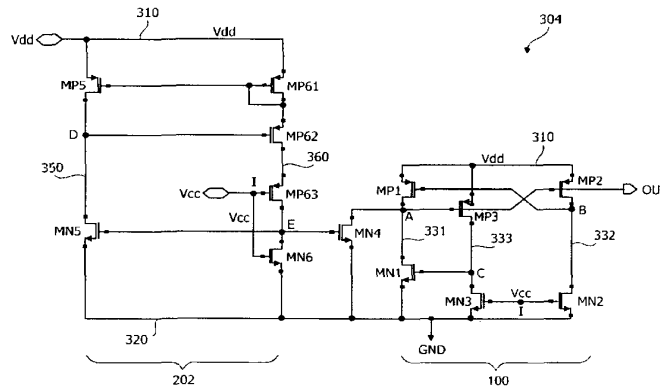 310
304
Vdd
Vdd
MP5
MP61
D
MP62
310
350
360
Vdd
I
MP63
MP1
MP2
OU
Vcc
MP3
A
B
Vcc
E
331
333
332
MN5
MN4
MN6
MN1
C
MN3
Vcc
I
MN2
320
GND
202
100